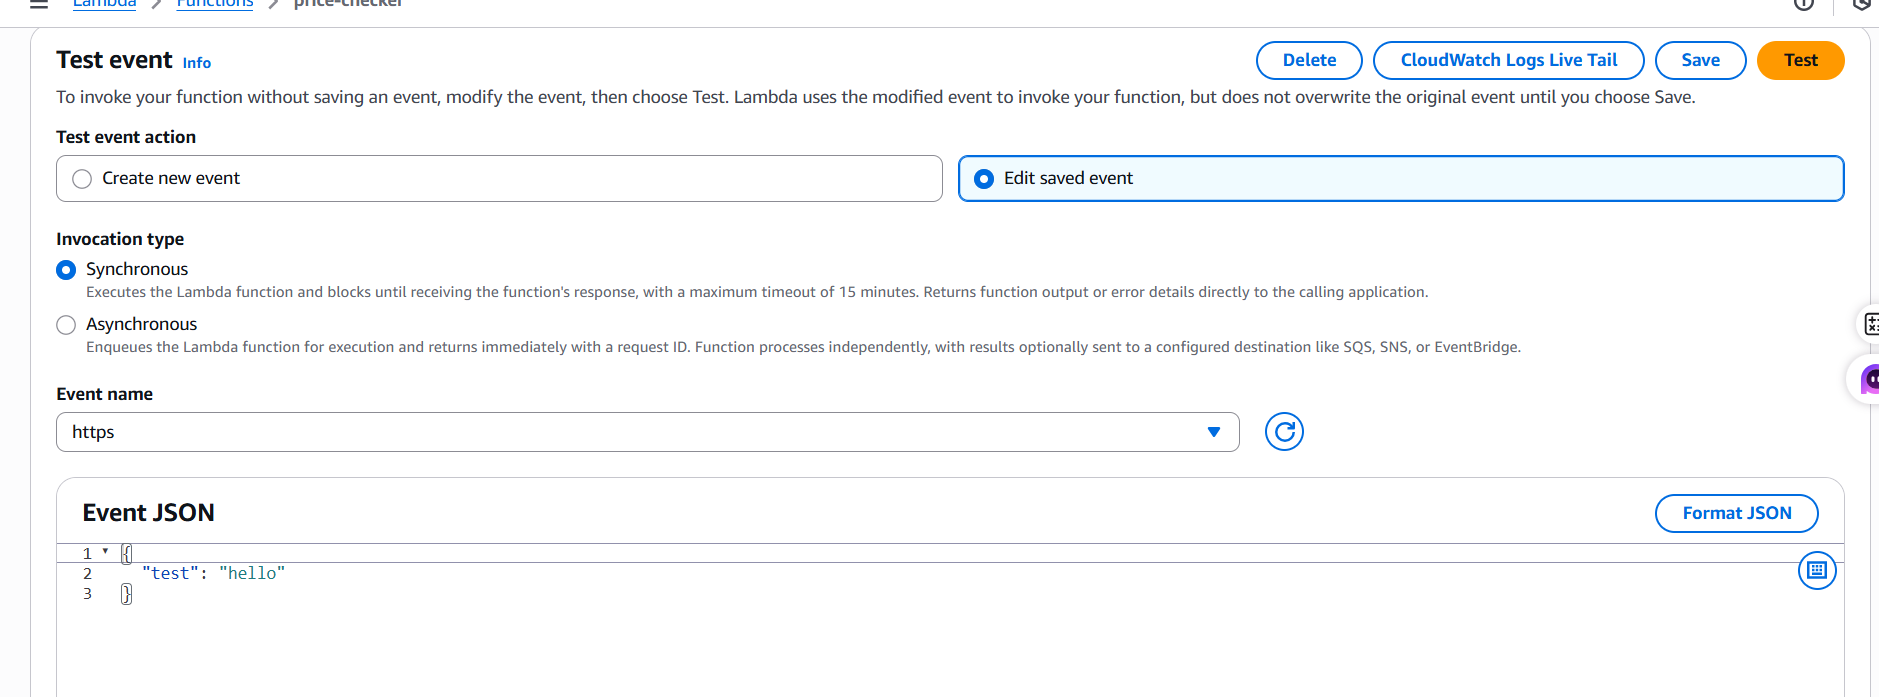 Lambda > Functions > price-checker
Test event Info Delete CloudWatch Logs Live Tail Save Test
To invoke your function without saving an event, modify the event, then choose Test. Lambda uses the modified event to invoke your function, but does not overwrite the original event until you choose Save.
Test event action
Create new event Edit saved event
Invocation type
Synchronous
Executes the Lambda function and blocks until receiving the function's response, with a maximum timeout of 15 minutes. Returns function output or error details directly to the calling application.
Asynchronous
Enqueues the Lambda function for execution and returns immediately with a request ID. Function processes independently, with results optionally sent to a configured destination like SQS, SNS, or EventBridge.
Event name
https
Event JSON Format JSON
1 {
2 "test": "hello"
3 }